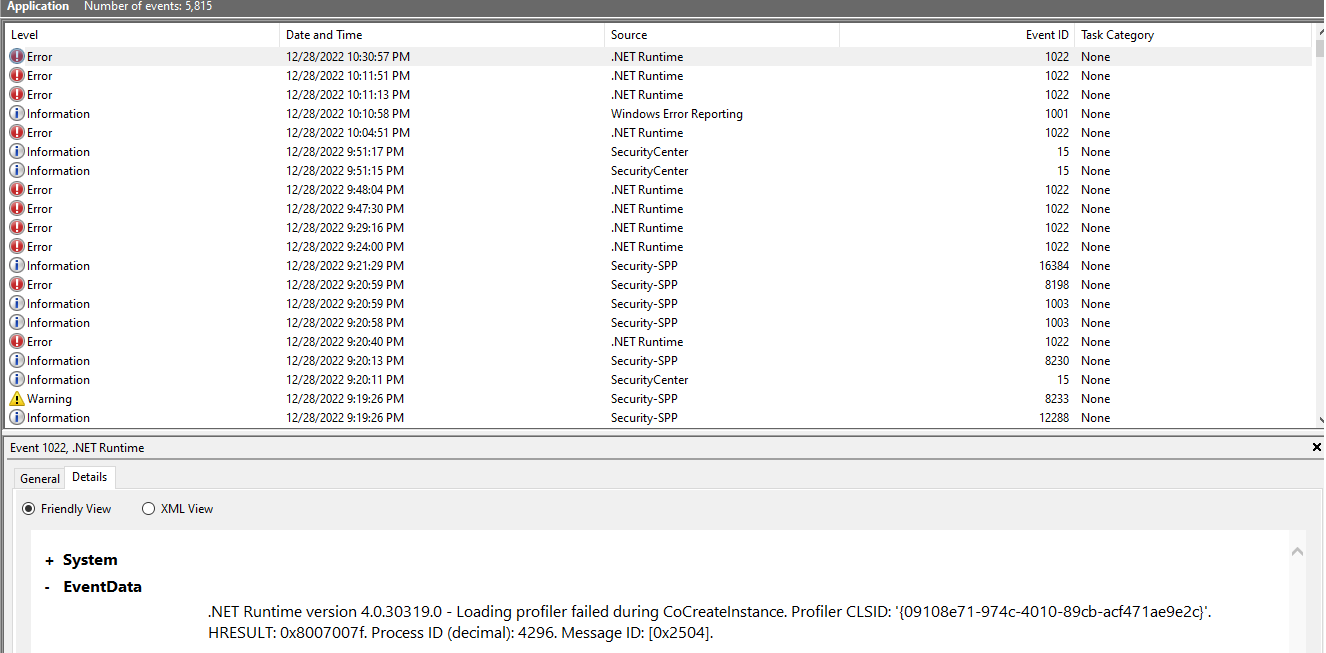 Application Number of events: 5,815
Level Date and Time Source Event ID Task Category
Error 12/28/2022 10:30:57 PM .NET Runtime 1022 None
Error 12/28/2022 10:11:51 PM .NET Runtime 1022 None
Error 12/28/2022 10:11:13 PM .NET Runtime 1022 None
Information 12/28/2022 10:10:58 PM Windows Error Reporting 1001 None
Error 12/28/2022 10:04:51 PM .NET Runtime 1022 None
Information 12/28/2022 9:51:17 PM SecurityCenter 15 None
Information 12/28/2022 9:51:15 PM SecurityCenter 15 None
Error 12/28/2022 9:48:04 PM .NET Runtime 1022 None
Error 12/28/2022 9:47:30 PM .NET Runtime 1022 None
Error 12/28/2022 9:29:16 PM .NET Runtime 1022 None
Error 12/28/2022 9:24:00 PM .NET Runtime 1022 None
Information 12/28/2022 9:21:29 PM Security-SPP 16384 None
Error 12/28/2022 9:20:59 PM Security-SPP 8198 None
Information 12/28/2022 9:20:59 PM Security-SPP 1003 None
Information 12/28/2022 9:20:58 PM Security-SPP 1003 None
Error 12/28/2022 9:20:40 PM .NET Runtime 1022 None
Information 12/28/2022 9:20:13 PM Security-SPP 8230 None
Information 12/28/2022 9:20:11 PM SecurityCenter 15 None
Warning 12/28/2022 9:19:26 PM Security-SPP 8233 None
Information 12/28/2022 9:19:26 PM Security-SPP 12288 None
Event 1022, .NET Runtime
General Details
Friendly View XML View
+ System
- EventData
.NET Runtime version 4.0.30319.0 - Loading profiler failed during CoCreateInstance. Profiler CLSID: '{09108e71-974c-4010-89cb-acf471ae9e2c}'.
HRESULT: 0x8007007f. Process ID (decimal): 4296. Message ID: [0x2504].